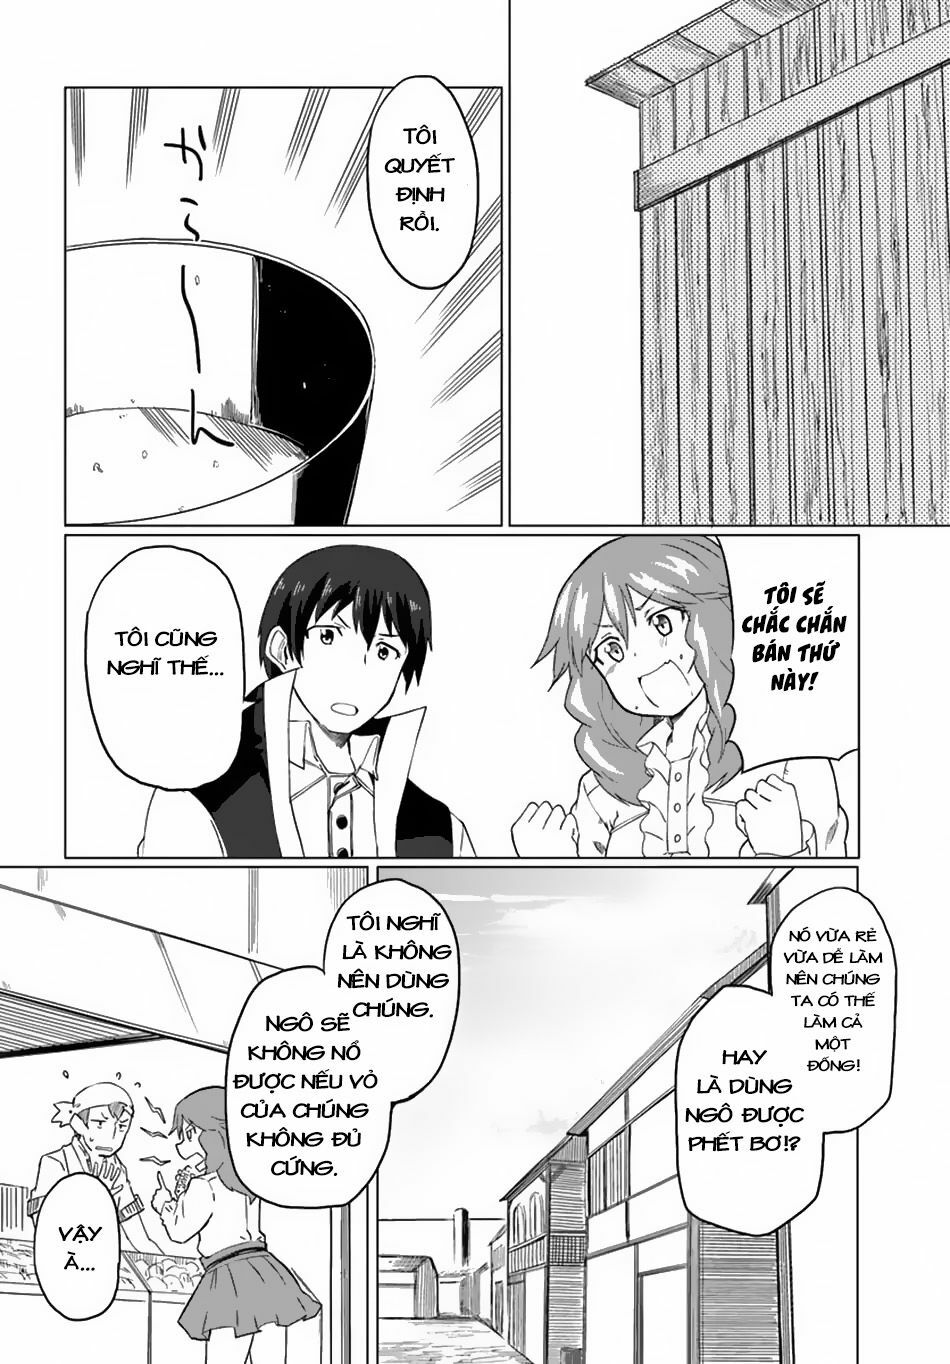 TÔI
QUYẾT
ĐỊNH
RỒI.
からーん
TÔI SẼ
CHẮC CHẮN
BÁN THỨ
NÀY!
TÔI CŨNG
NGHĨ THẾ...
NÓ VỪA RẺ
VỪA DỄ LÀM
NÊN CHÚNG
TA CÓ THỂ
LÀM CẢ
MỘT
ĐỐNG!
HAY
LÀ DÙNG
NGÔ ĐƯỢC
PHẾT BƠ!?
TÔI NGHĨ
LÀ KHÔNG
NÊN DÙNG
CHÚNG.
NGÔ SẼ
KHÔNG NỔ
ĐƯỢC NẾU VỎ
CỦA CHÚNG
KHÔNG ĐỦ
CỨNG.
VẬY
À...